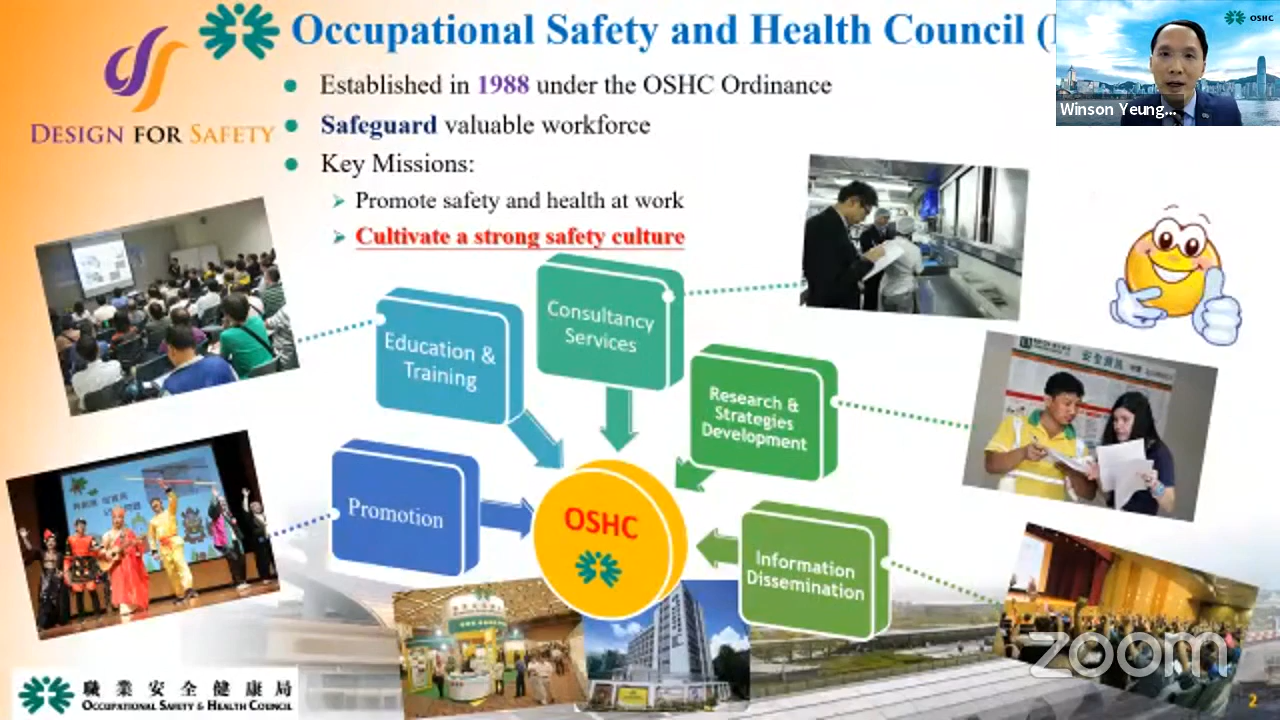 Occupational Safety and Health Council (
OSHC
Winson Yeung...
DESIGN FOR SAFETY
Established in 1988 under the OSHC Ordinance
Safeguard valuable workforce
Key Missions:
Promote safety and health at work
Cultivate a strong safety culture
Consultancy
Services
Education &
Training
Research &
Strategies
Development
Promotion
OSHC
Information
Dissemination
zoom
職業安全健康局
OCCUPATIONAL SAFETY & HEALTH COUNCIL
2